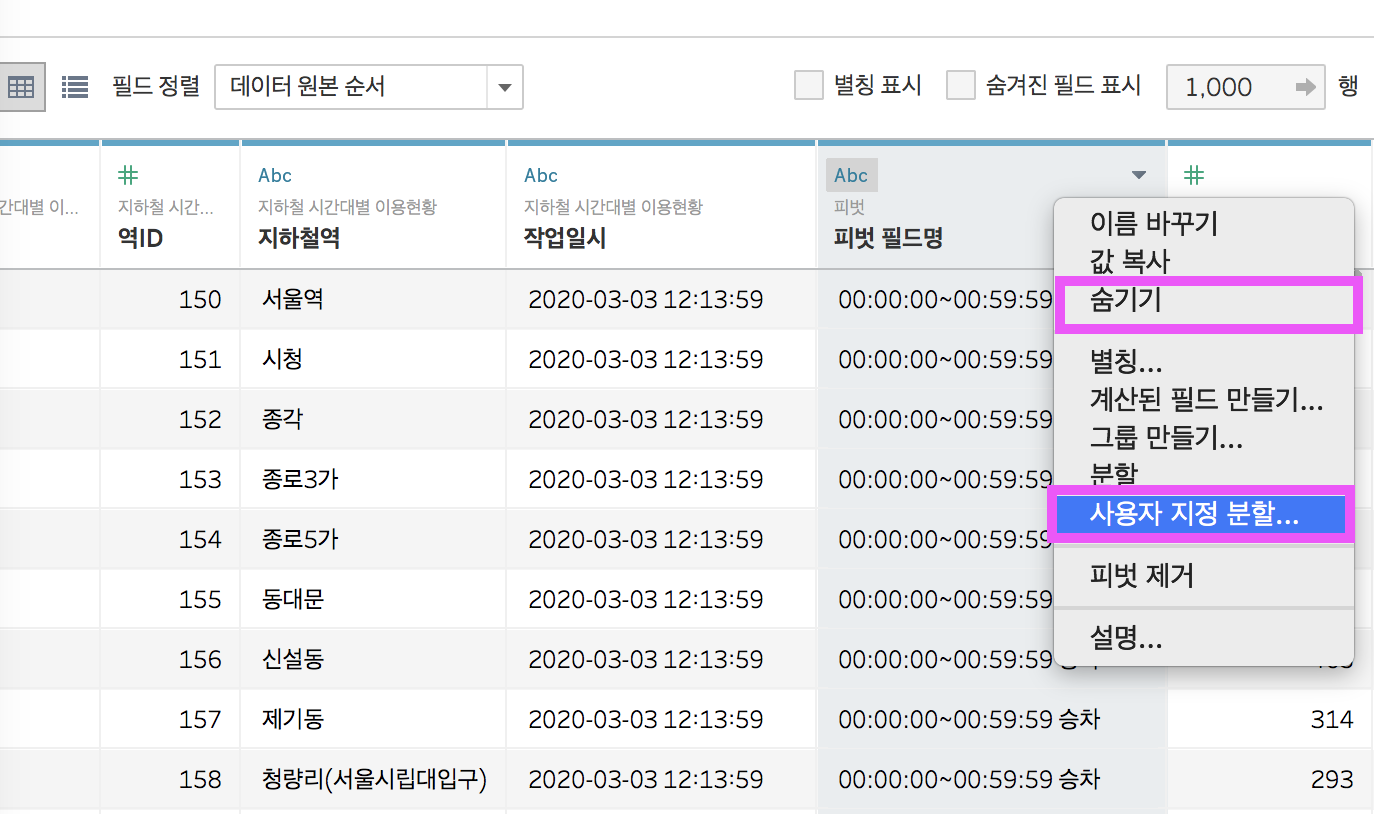 필드 정렬 데이터 원본 순서 별칭 표시 숨겨진 필드 표시 1,000 행
Abc Abc Abc
간대별 이... 지하철 시간... 지하철 시간대별 이용현황 지하철 시간대별 이용현황 피벗
역ID 지하철역 작업일시 피벗 필드명
이름 바꾸기
값 복사
숨기기
별칭...
계산된 필드 만들기...
그룹 만들기...
분할
사용자 지정 분할...
피벗 제거
설명...
150 서울역 2020-03-03 12:13:59 00:00:00~00:59:59
151 시청 2020-03-03 12:13:59 00:00:00~00:59:59
152 종각 2020-03-03 12:13:59 00:00:00~00:59:59
153 종로3가 2020-03-03 12:13:59 00:00:00~00:59:59
154 종로5가 2020-03-03 12:13:59 00:00:00~00:59:59
155 동대문 2020-03-03 12:13:59 00:00:00~00:59:59
156 신설동 2020-03-03 12:13:59 00:00:00~00:59:59
157 제기동 2020-03-03 12:13:59 00:00:00~00:59:59 승차 314
158 청량리(서울시립대입구) 2020-03-03 12:13:59 00:00:00~00:59:59 승차 293